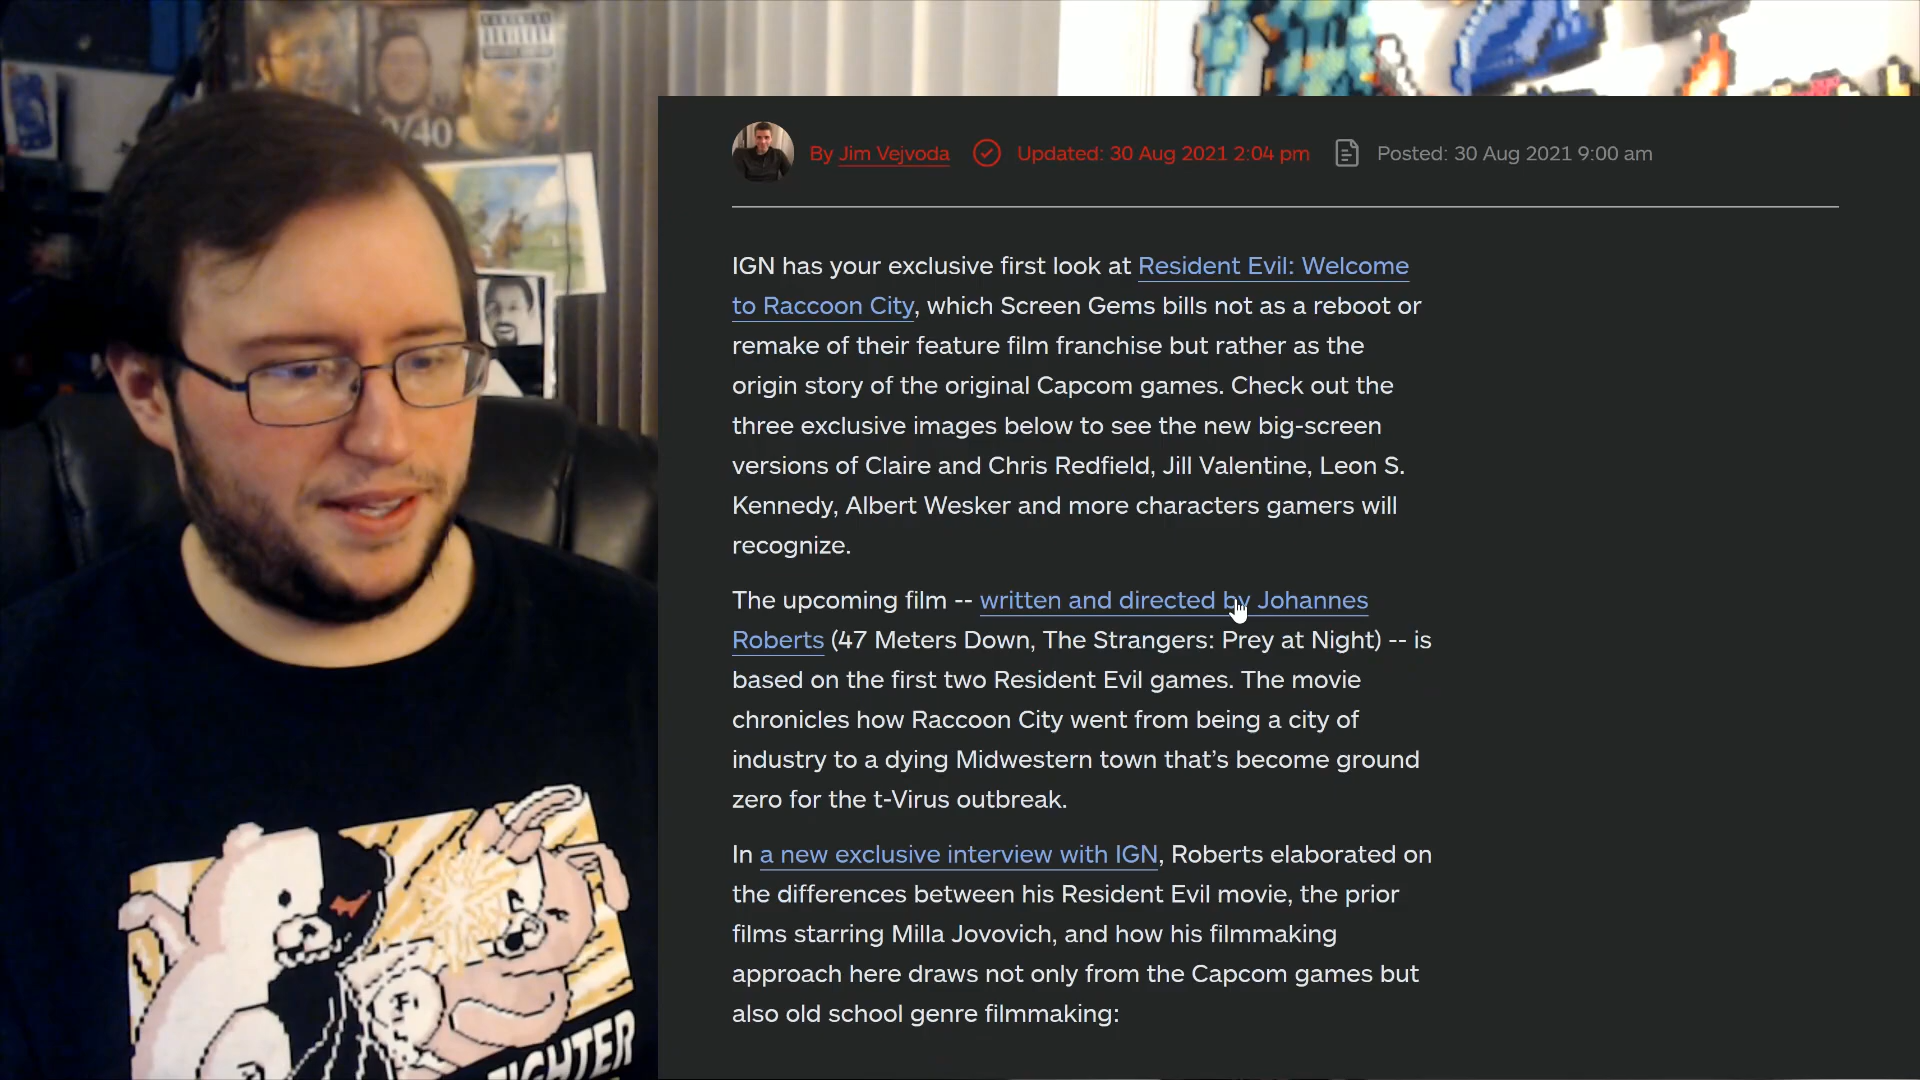 /40
By Jim Vejvoda Updated: 30 Aug 2021 2:04 pm Posted: 30 Aug 2021 9:00 am
IGN has your exclusive first look at Resident Evil: Welcome
to Raccoon City, which Screen Gems bills not as a reboot or
remake of their feature film franchise but rather as the
origin story of the original Capcom games. Check out the
three exclusive images below to see the new big-screen
versions of Claire and Chris Redfield, Jill Valentine, Leon S.
Kennedy, Albert Wesker and more characters gamers will
recognize.
The upcoming film -- written and directed by Johannes
Roberts (47 Meters Down, The Strangers: Prey at Night) -- is
based on the first two Resident Evil games. The movie
chronicles how Raccoon City went from being a city of
industry to a dying Midwestern town that’s become ground
zero for the t-Virus outbreak.
In a new exclusive interview with IGN, Roberts elaborated on
the differences between his Resident Evil movie, the prior
films starring Milla Jovovich, and how his filmmaking
approach here draws not only from the Capcom games but
also old school genre filmmaking:
FIGHTER